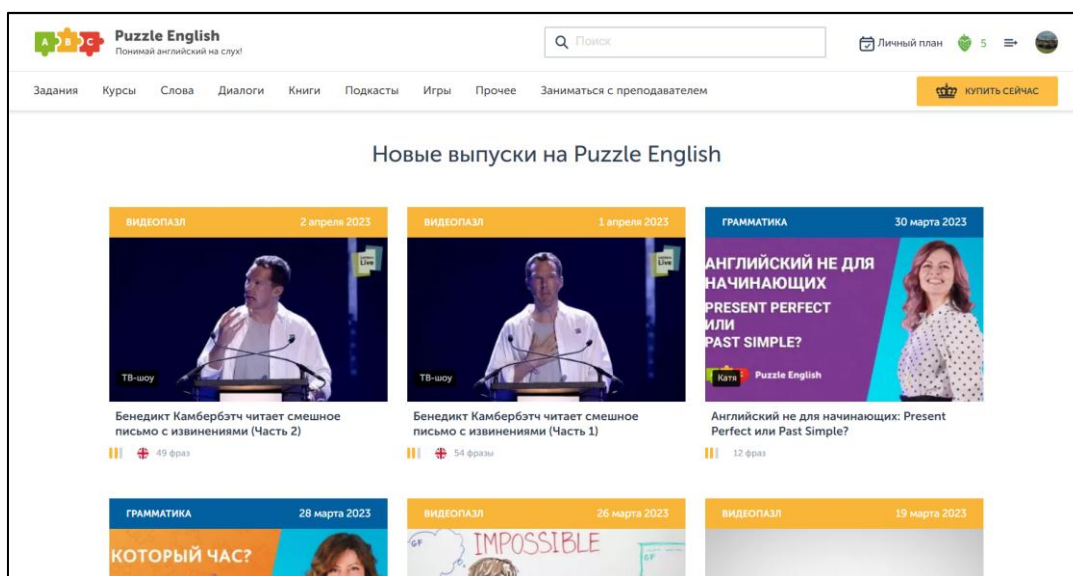 A B C
Puzzle English
Понимай английский на слух!
Поиск
Личный план
5
Задания Курсы Слова Диалоги Книги Подкасты Игры Прочее Заниматься с преподавателем
КУПИТЬ СЕЙЧАС
Новые выпуски на Puzzle English
ВИДЕОПАЗЛ 2 апреля 2023
Live
ТВ-шоу
Бенедикт Камбербэтч читает смешное
письмо с извинениями (Часть 2)
49 фраз
ВИДЕОПАЗЛ 1 апреля 2023
Live
ТВ-шоу
Бенедикт Камбербэтч читает смешное
письмо с извинениями (Часть 1)
54 фразы
ГРАММАТИКА 30 марта 2023
АНГЛИЙСКИЙ НЕ ДЛЯ
НАЧИНАЮЩИХ
PRESENT PERFECT
ИЛИ
PAST SIMPLE?
Катя Puzzle English
Английский не для начинающих: Present
Perfect или Past Simple?
12 фраз
ГРАММАТИКА 28 марта 2023
КОТОРЫЙ ЧАС?
ВИДЕОПАЗЛ 26 марта 2023
GF IMPOSSIBLE
GF
ВИДЕОПАЗЛ 19 марта 2023